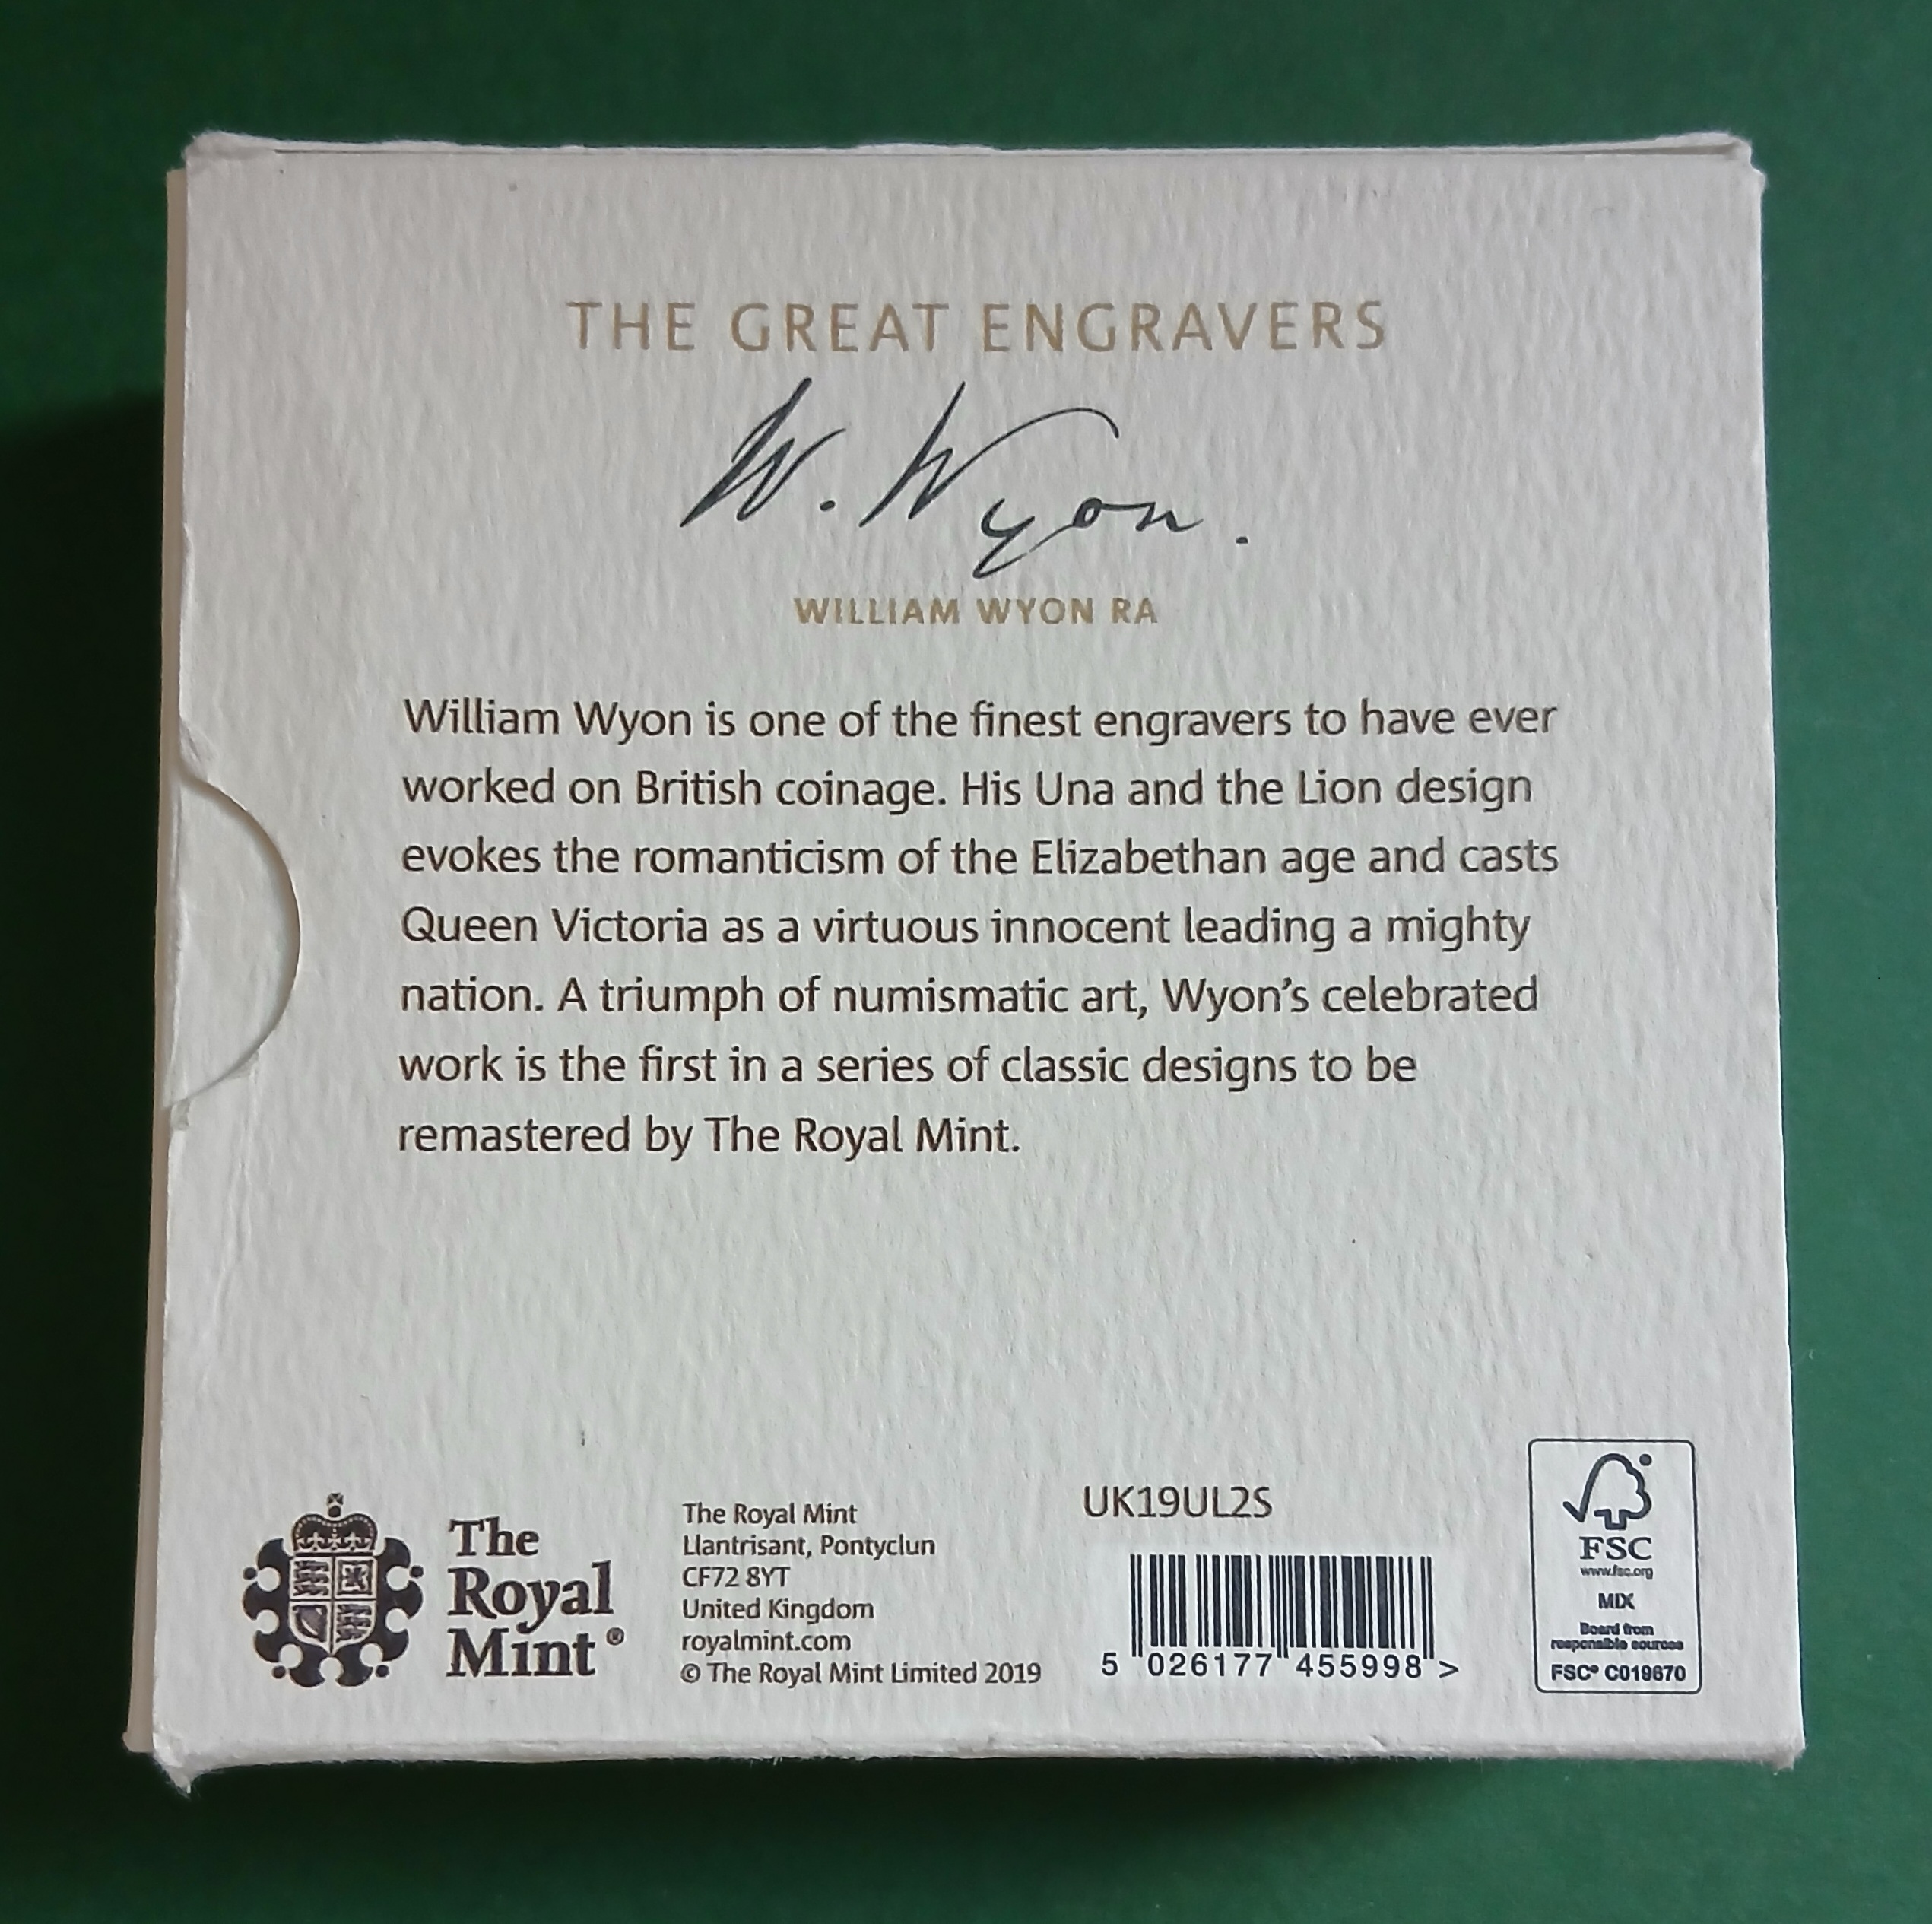 THE GREAT ENGRAVERS
W. Wyon.
WILLIAM WYON RA
William Wyon is one of the finest engravers to have ever
worked on British coinage. His Una and the Lion design
evokes the romanticism of the Elizabethan age and casts
Queen Victoria as a virtuous innocent leading a mighty
nation. A triumph of numismatic art, Wyon’s celebrated
work is the first in a series of classic designs to be
remastered by The Royal Mint.
The
Royal
Mint®
The Royal Mint
Llantrisant, Pontyclun
CF72 8YT
United Kingdom
royalmint.com
© The Royal Mint Limited 2019
UK19UL2S
5 026177 455998 >
FSC
www.fsc.org
MIX
Board from
responsible sources
FSC® C019870